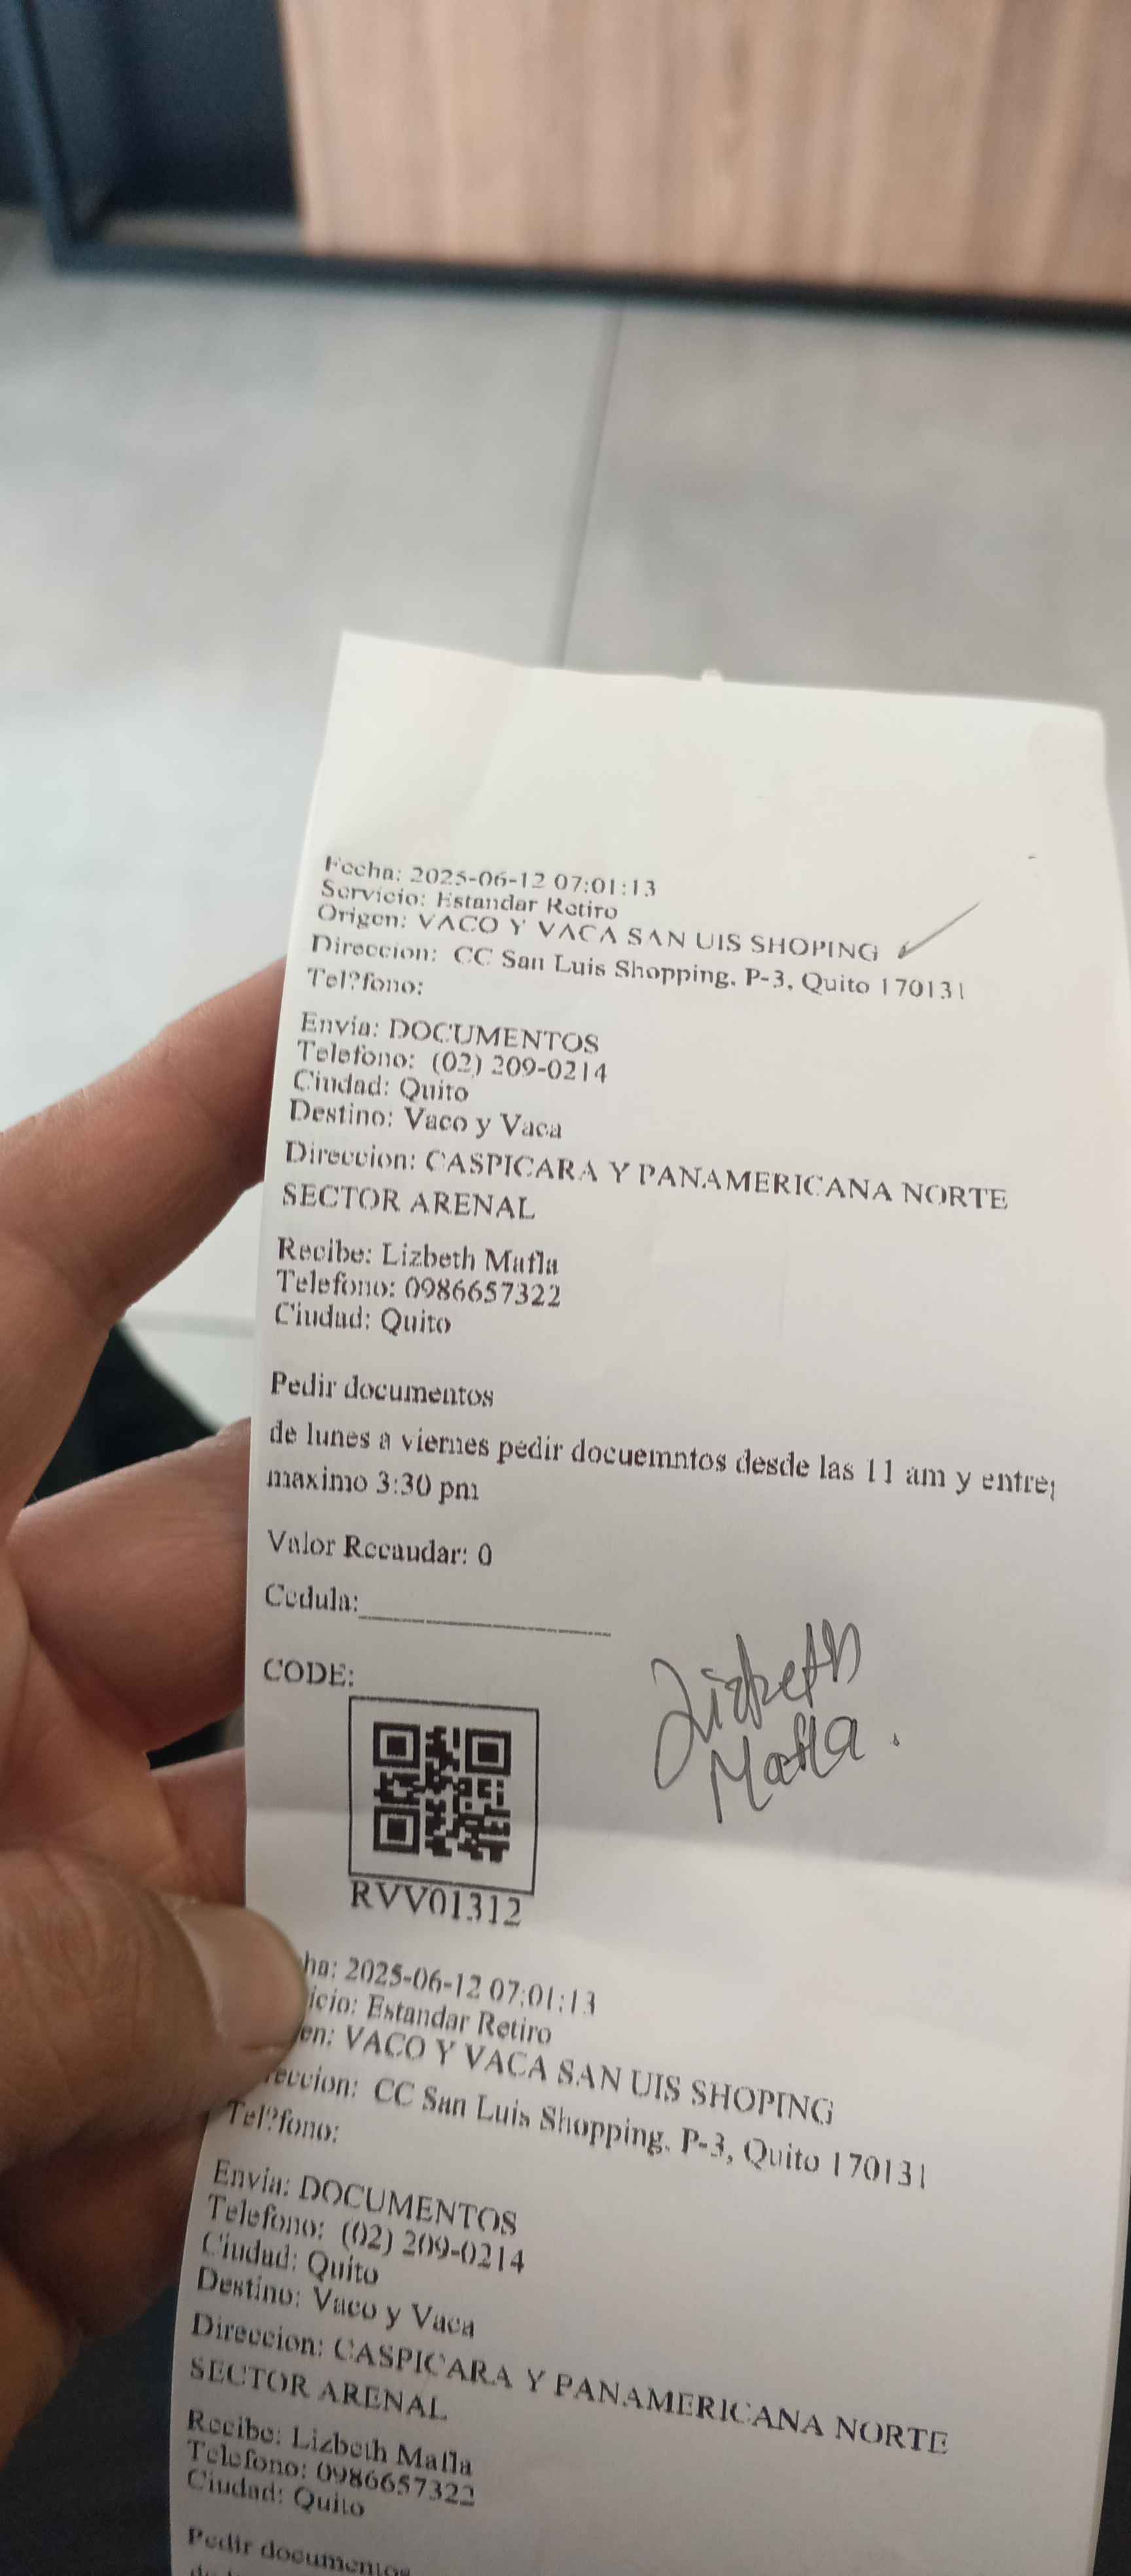 Fecha: 2025-06-12 07:01:13
Servicio: Estandar Retiro
Origen: VACO Y VACA SAN UIS SHOPING
Direccion: CC San Luis Shopping, P-3, Quito 170131
Tel?fono:
Envia: DOCUMENTOS
Telefono: (02) 209-0214
Ciudad: Quito
Destino: Vaco y Vaca
Direccion: CASPICARA Y PANAMERICANA NORTE
SECTOR ARENAL
Recibe: Lizbeth Mafla
Telefono: 0986657322
Ciudad: Quito
Pedir documentos
de lunes a viernes pedir docuemntos desde las 11 am y entre
maximo 3:30 pm
Valor Recaudar: 0
Cedula:
CODE:
Lizbeth
Mafla.
RVV01312
ha: 2025-06-12 07:01:13
icio: Estandar Retiro
en: VACO Y VACA SAN UIS SHOPING
eccion: CC San Luis Shopping, P-3, Quito 170131
Tel?fono:
Envia: DOCUMENTOS
Telefono: (02) 209-0214
Ciudad: Quito
Destino: Vaco y Vaca
Direccion: CASPICARA Y PANAMERICANA NORTE
SECTOR ARENAL
Recibe: Lizbeth Mafla
Telefono: 0986657322
Ciudad: Quito
Pedir documentos